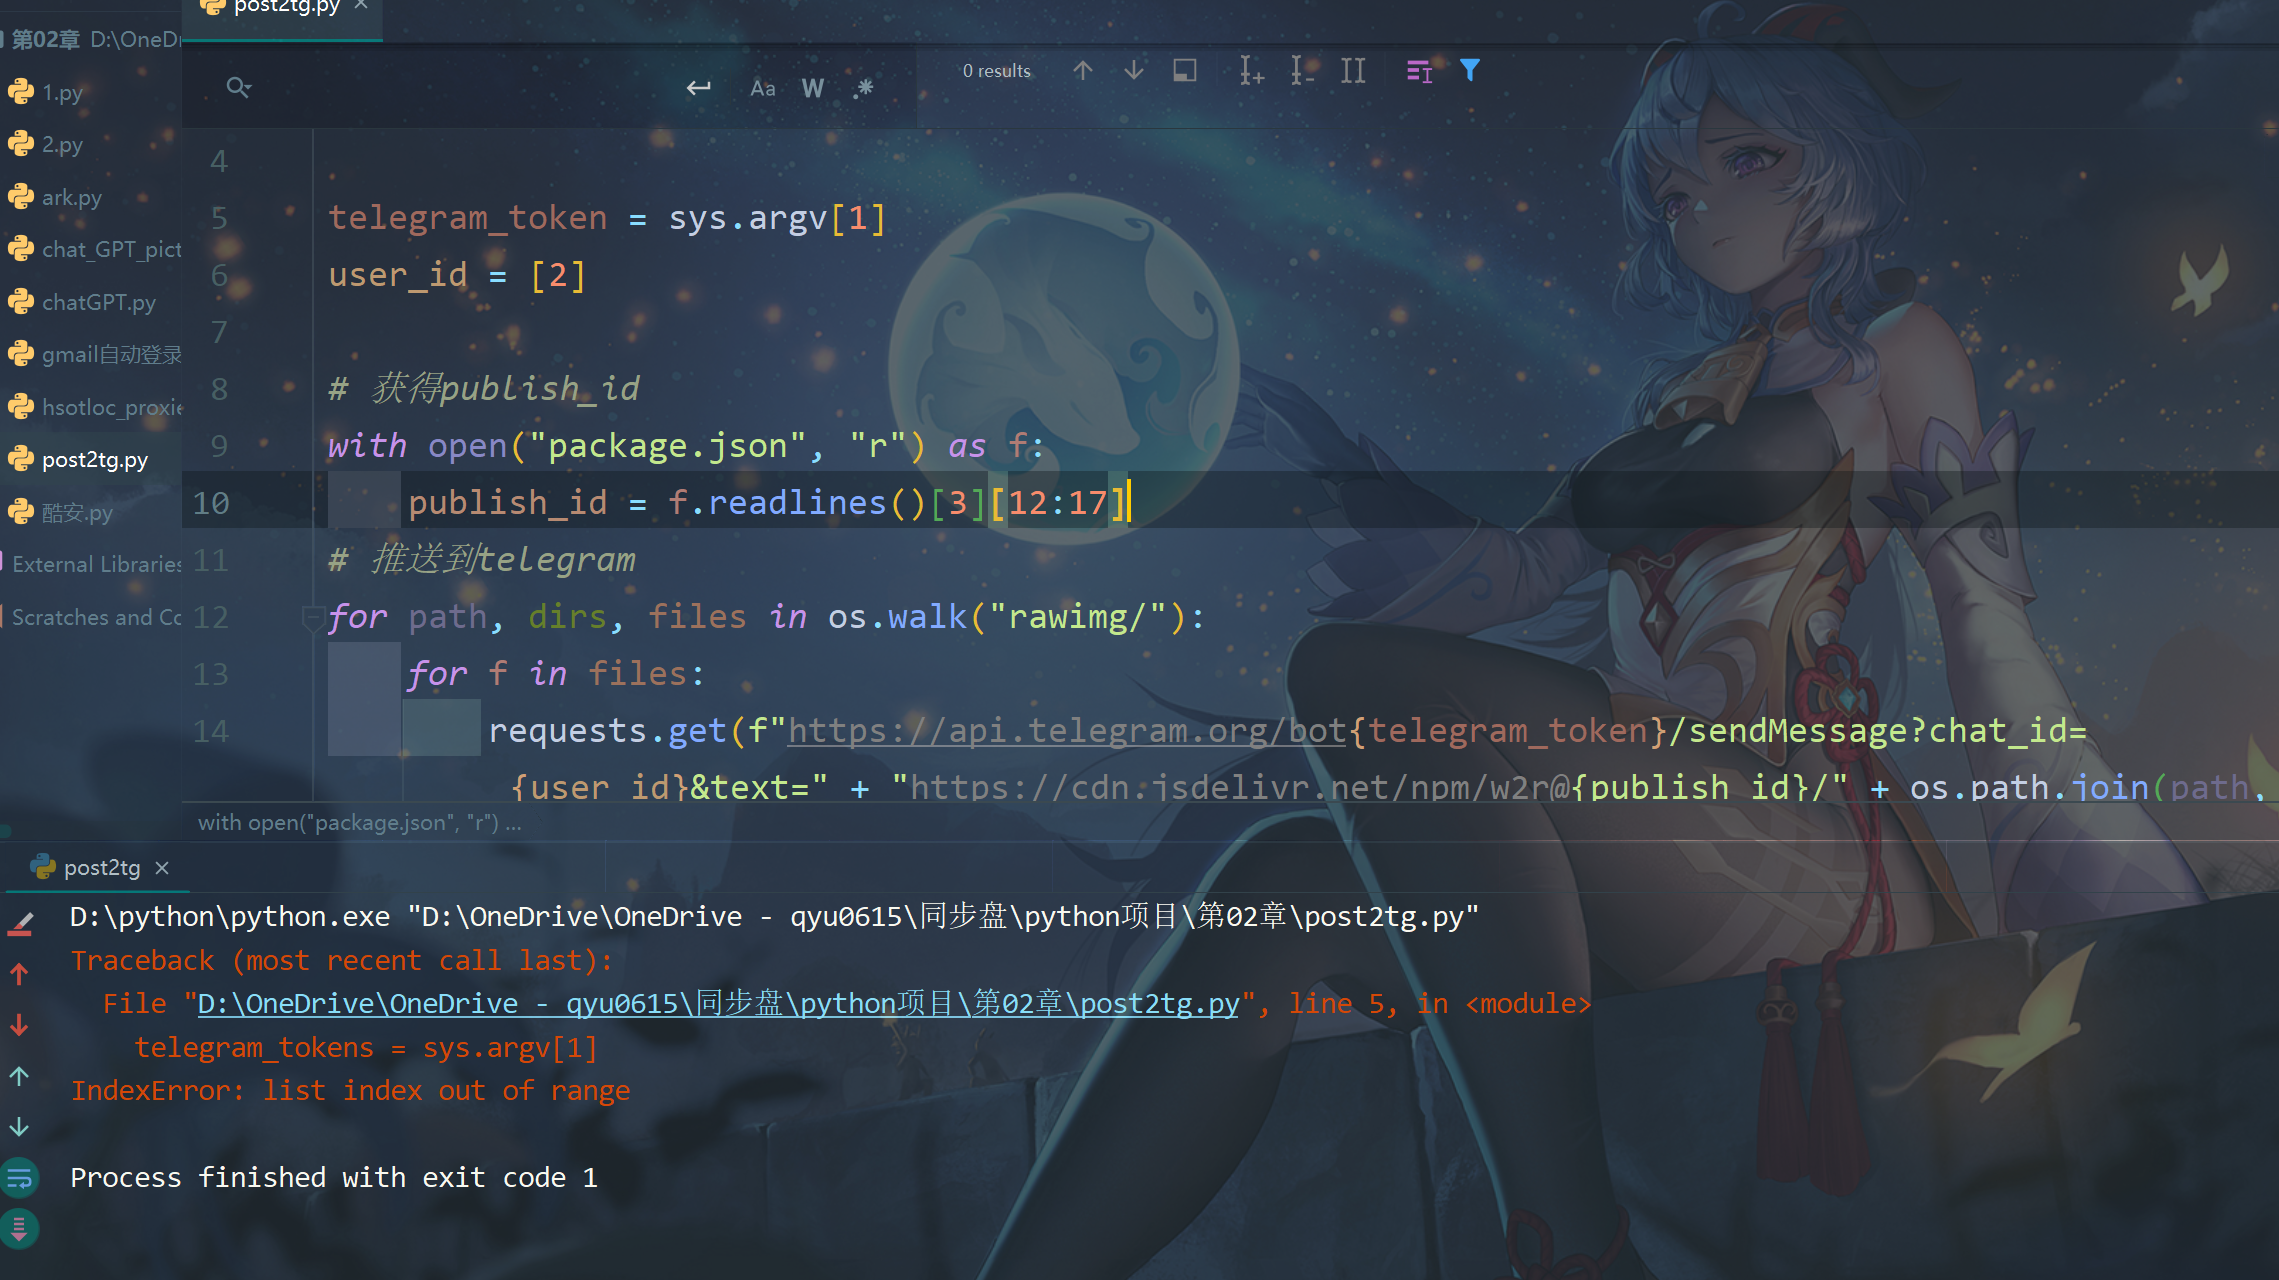 post2tg.py
第02章 D:\OneDr
1.py
2.py
ark.py
chat_GPT_pict
chatGPT.py
gmail自动登录
hsotloc_proxie
post2tg.py
酷安.py
External Libraries
Scratches and Co
Aa W .* 0 results
4
5 telegram_token = sys.argv[1]
6 user_id = [2]
7
8 # 获得publish_id
9 with open("package.json", "r") as f:
10 publish_id = f.readlines()[3][12:17]
11 # 推送到telegram
12 for path, dirs, files in os.walk("rawimg/"):
13 for f in files:
14 requests.get(f"https://api.telegram.org/bot{telegram_token}/sendMessage?chat_id=
{user_id}&text=" + "https://cdn.jsdelivr.net/npm/w2r@{publish_id}/" + os.path.join(path,
with open("package.json", "r") ...
post2tg
D:\python\python.exe "D:\OneDrive\OneDrive - qyu0615\同步盘\python项目\第02章\post2tg.py"
Traceback (most recent call last):
File "D:\OneDrive\OneDrive - qyu0615\同步盘\python项目\第02章\post2tg.py", line 5, in <module>
telegram_tokens = sys.argv[1]
IndexError: list index out of range
Process finished with exit code 1